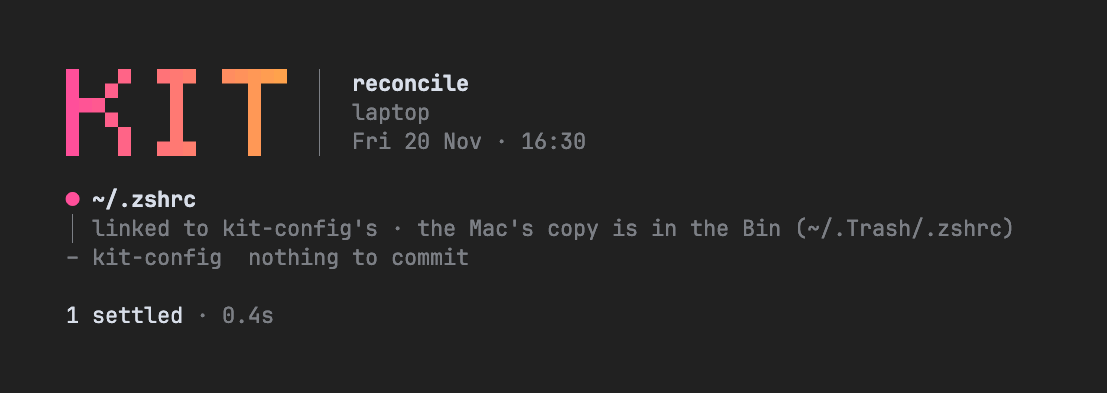 KIT
reconcile
laptop
Fri 20 Nov · 16:30
● ~/.zshrc
│ linked to kit-config's · the Mac's copy is in the Bin (~/.Trash/.zshrc)
– kit-config  nothing to commit
1 settled · 0.4s